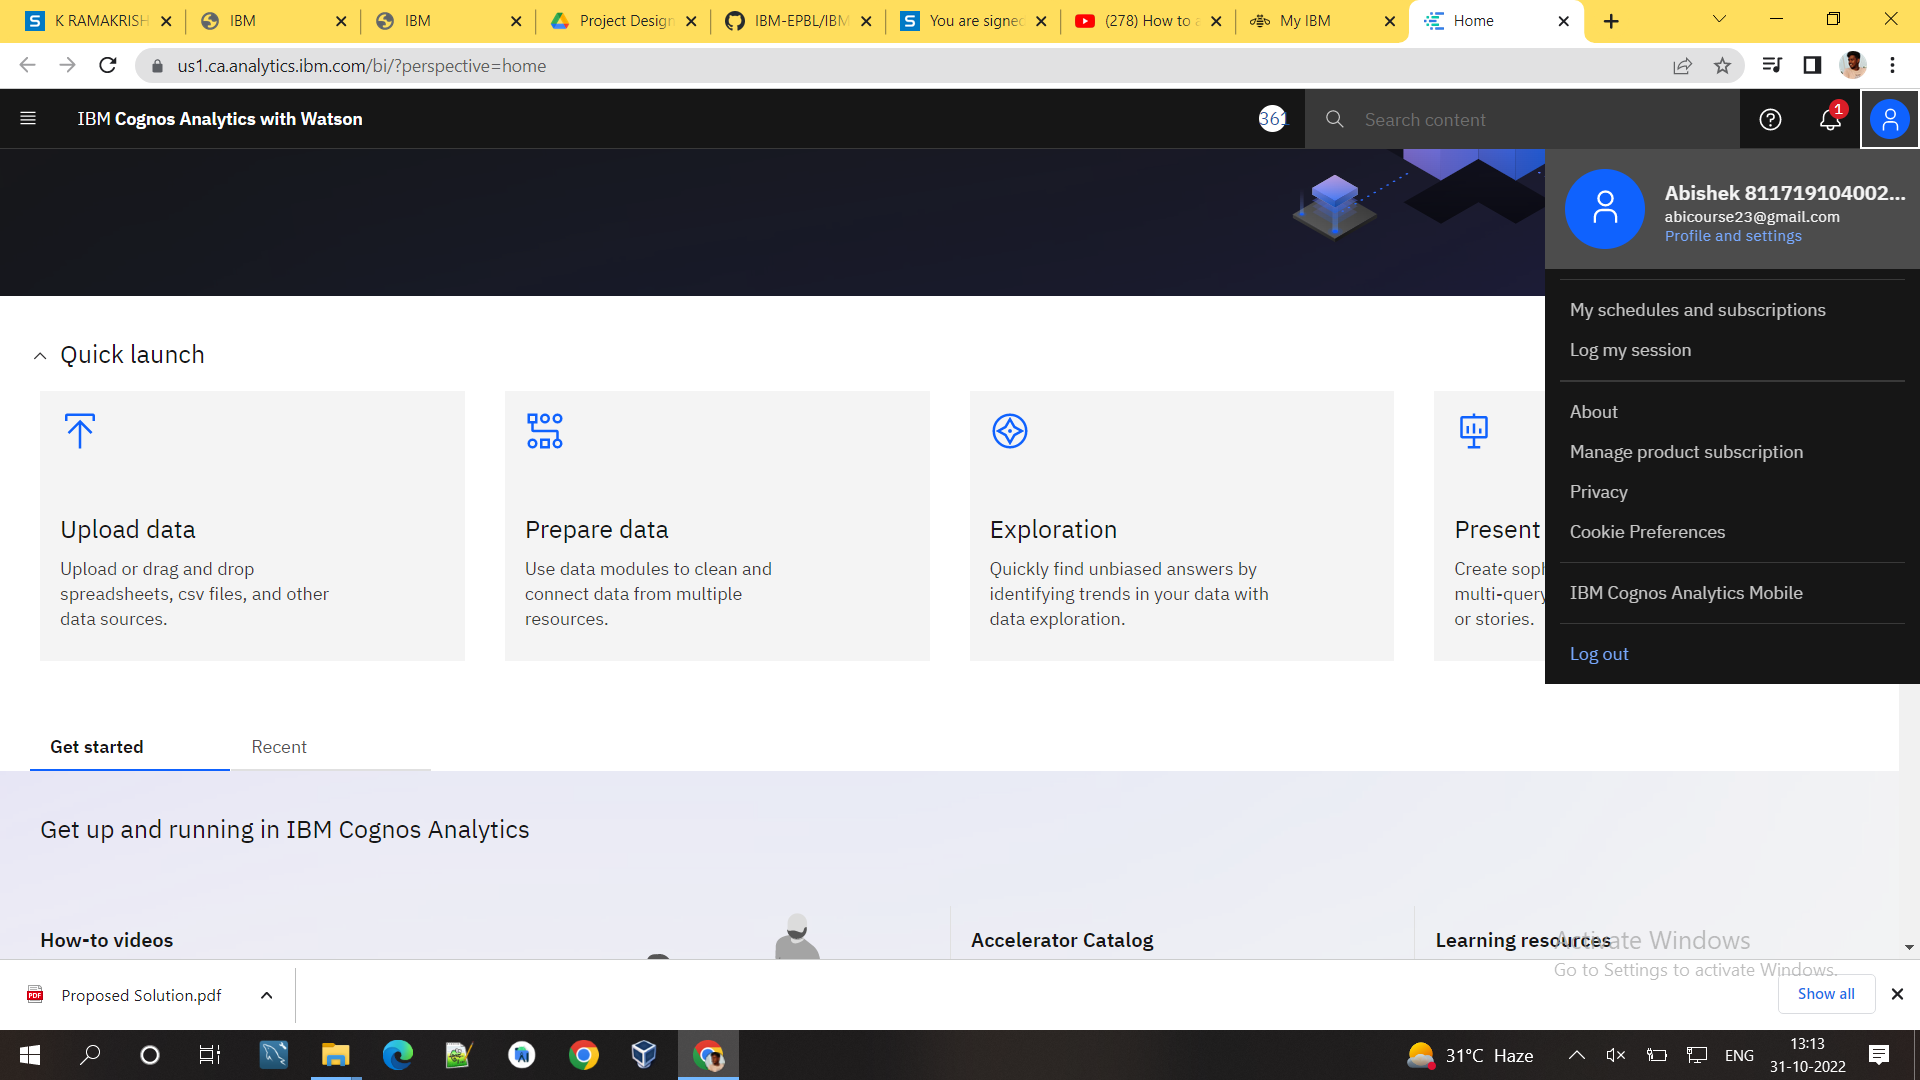 K RAMAKRISH
IBM
IBM
Project Design
IBM-EPBL/IBM
You are signed
(278) How to a
My IBM
Home
us1.ca.analytics.ibm.com/bi/?perspective=home
IBM Cognos Analytics with Watson
361
Search content
1
Abishek 811719104002...
abicourse23@gmail.com
Profile and settings
My schedules and subscriptions
Log my session
About
Manage product subscription
Privacy
Cookie Preferences
IBM Cognos Analytics Mobile
Log out
Quick launch
Upload data
Upload or drag and drop
spreadsheets, csv files, and other
data sources.
Prepare data
Use data modules to clean and
connect data from multiple
resources.
Exploration
Quickly find unbiased answers by
identifying trends in your data with
data exploration.
Present
Create soph
multi-query
or stories.
Get started
Recent
Get up and running in IBM Cognos Analytics
How-to videos
Accelerator Catalog
Learning resources
Activate Windows
Go to Settings to activate Windows.
PDF
Proposed Solution.pdf
Show all
31°C Haze
ENG
13:13
31-10-2022